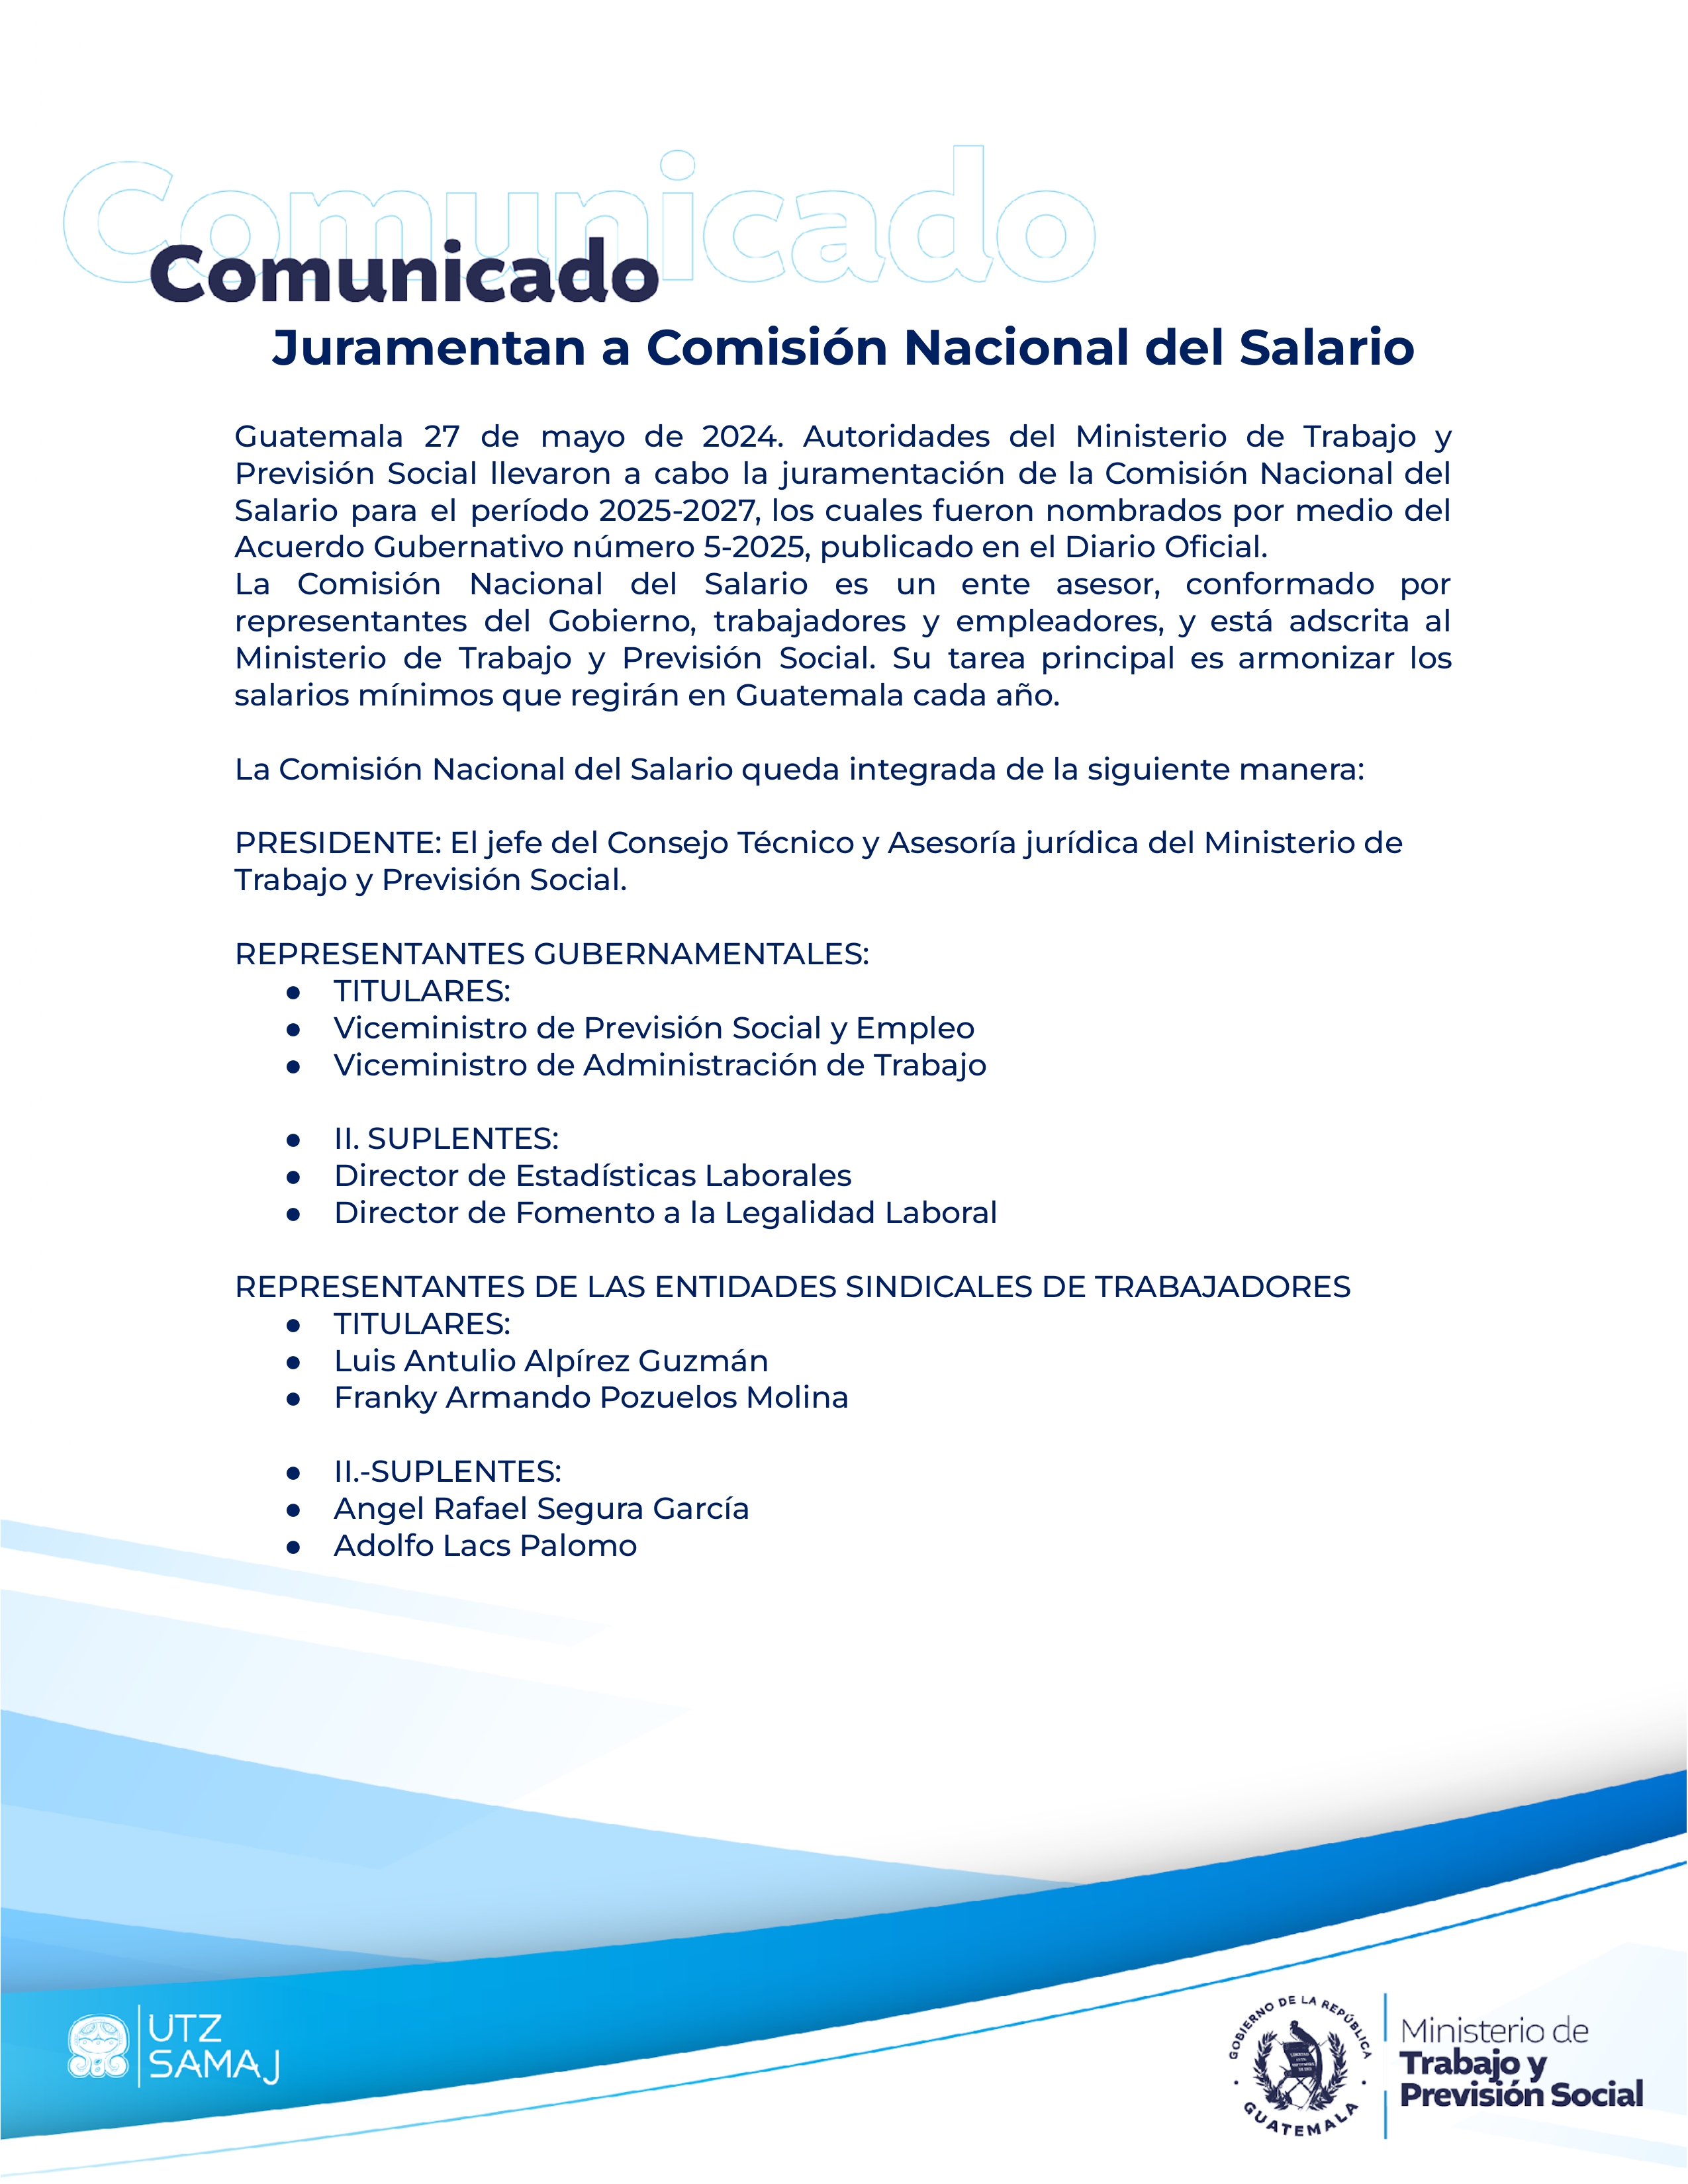 Comunicado
Comunicado
Juramentan a Comisión Nacional del Salario
Guatemala 27 de mayo de 2024. Autoridades del Ministerio de Trabajo y
Previsión Social llevaron a cabo la juramentación de la Comisión Nacional del
Salario para el período 2025-2027, los cuales fueron nombrados por medio del
Acuerdo Gubernativo número 5-2025, publicado en el Diario Oficial.
La Comisión Nacional del Salario es un ente asesor, conformado por
representantes del Gobierno, trabajadores y empleadores, y está adscrita al
Ministerio de Trabajo y Previsión Social. Su tarea principal es armonizar los
salarios mínimos que regirán en Guatemala cada año.
La Comisión Nacional del Salario queda integrada de la siguiente manera:
PRESIDENTE: El jefe del Consejo Técnico y Asesoría jurídica del Ministerio de
Trabajo y Previsión Social.
REPRESENTANTES GUBERNAMENTALES:
● TITULARES:
● Viceministro de Previsión Social y Empleo
● Viceministro de Administración de Trabajo
● II. SUPLENTES:
● Director de Estadísticas Laborales
● Director de Fomento a la Legalidad Laboral
REPRESENTANTES DE LAS ENTIDADES SINDICALES DE TRABAJADORES
● TITULARES:
● Luis Antulio Alpírez Guzmán
● Franky Armando Pozuelos Molina
● II.-SUPLENTES:
● Angel Rafael Segura García
● Adolfo Lacs Palomo
UTZ
SAMAJ
GOBIERNO DE LA REPÚBLICA
GUATEMALA
Ministerio de
Trabajo y
Previsión Social